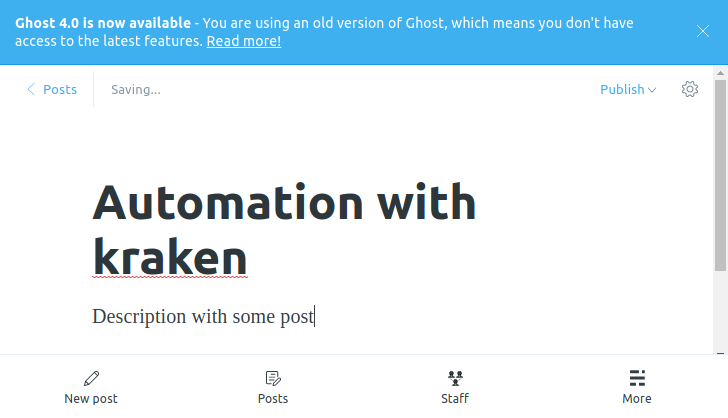 Ghost 4.0 is now available - You are using an old version of Ghost, which means you don't have
access to the latest features. Read more!
Posts
Saving...
Publish
Automation with
kraken
Description with some post
New post
Posts
Staff
More